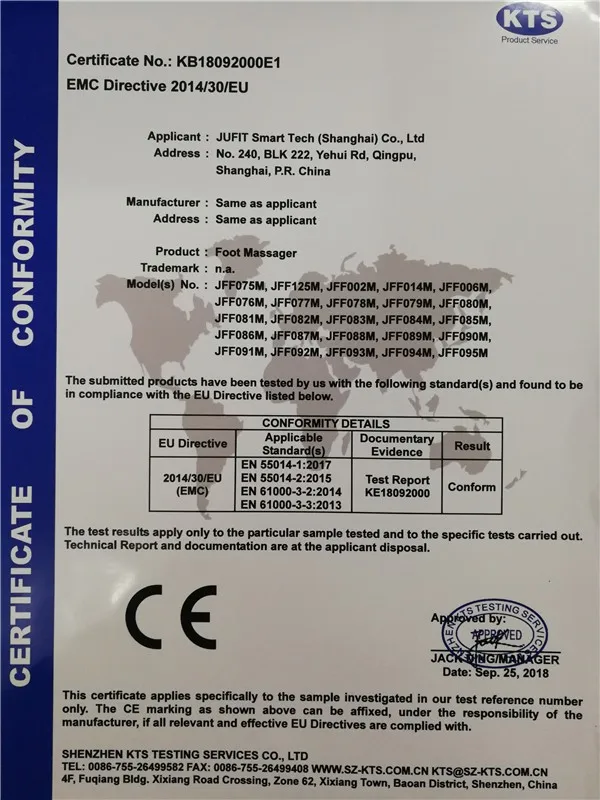 KTS
Product Service
Certificate No.: KB18092000E1
EMC Directive 2014/30/EU
CERTIFICATE OF CONFORMITY
Applicant : JUFIT Smart Tech (Shanghai) Co., Ltd
Address : No. 240, BLK 222, Yehui Rd, Qingpu,
Shanghai, P.R. China
Manufacturer : Same as applicant
Address : Same as applicant
Product : Foot Massager
Trademark : n.a.
Model(s) No. : JFF075M, JFF125M, JFF002M, JFF014M, JFF006M,
JFF076M, JFF077M, JFF078M, JFF079M, JFF080M,
JFF081M, JFF082M, JFF083M, JFF084M, JFF085M,
JFF086M, JFF087M, JFF088M, JFF089M, JFF090M,
JFF091M, JFF092M, JFF093M, JFF094M, JFF095M
The submitted products have been tested by us with the following standard(s) and found to be
in compliance with the EU Directive listed below.
CONFORMITY DETAILS
EU Directive
Applicable Standard(s)
Documentary Evidence
Result
2014/30/EU
(EMC)
EN 55014-1:2017
EN 55014-2:2015
EN 61000-3-2:2014
EN 61000-3-3:2013
Test Report
KE18092000
Conform
The test results apply only to the particular sample tested and to the specific tests carried out.
Technical Report and documentation are at the applicant disposal.
CE
Approved by:
TESTING SERVICES
APPROVED
JACK DING/MANAGER
Date: Sep. 25, 2018
This certificate applies specifically to the sample investigated in our test reference number
only. The CE marking as shown above can be affixed, under the responsibility of the
manufacturer, if all relevant and effective EU Directives are complied with.
SHENZHEN KTS TESTING SERVICES CO., LTD
TEL: 0086-755-26499582 FAX: 0086-755-26499408 WWW.SZ-KTS.COM.CN KTS@SZ-KTS.COM.CN
4F, Fuqiang Bldg. Xixiang Road Crossing, Zone 62, Xixiang Town, Baoan District, Shenzhen, China